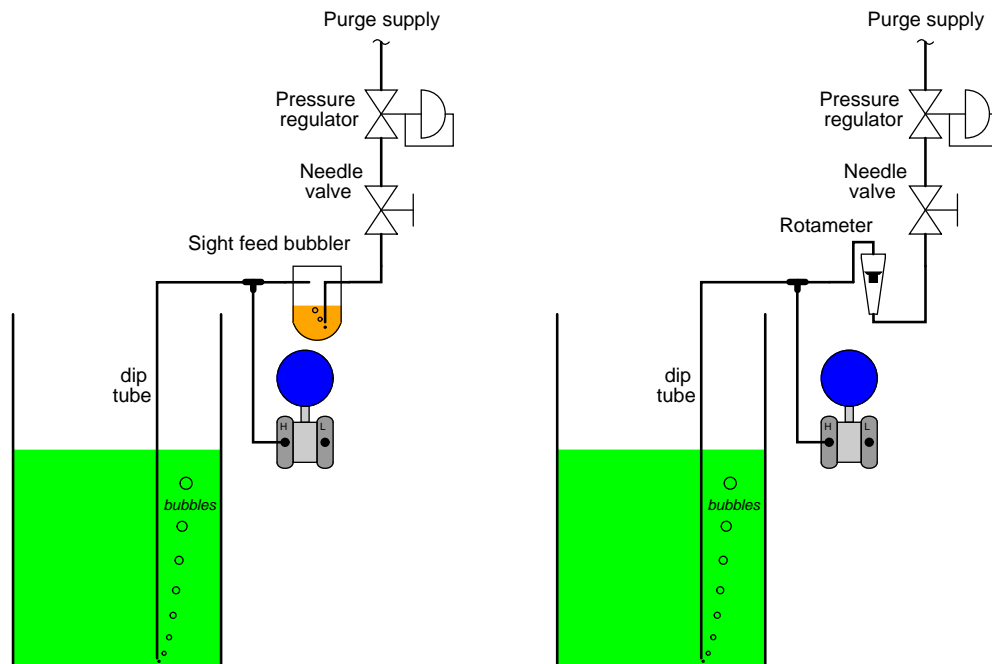 Purge supply
Pressure
regulator
Needle
valve
Sight feed bubbler
dip
tube
H
L
bubbles
Purge supply
Pressure
regulator
Needle
valve
Rotameter
dip
tube
H
L
bubbles